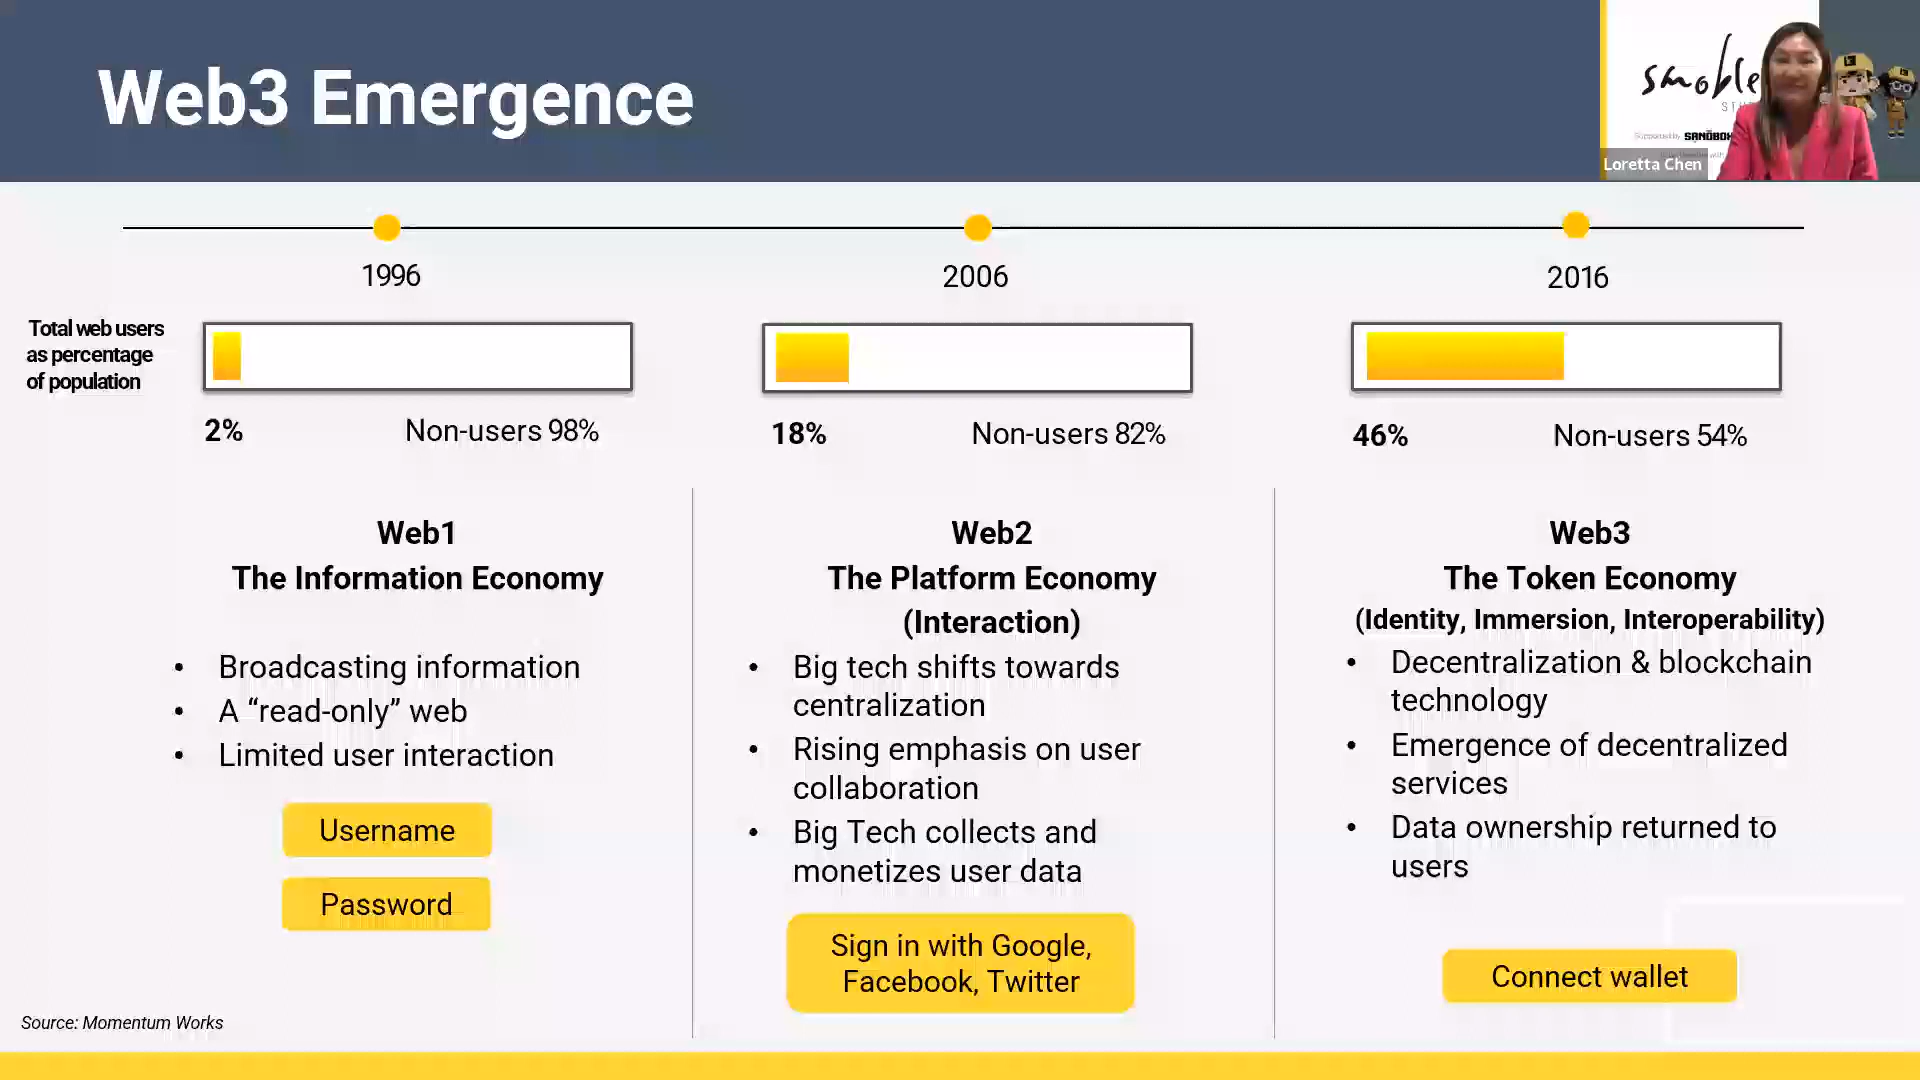 Web3 Emergence
smoble
Supported by SANDBOX
Loretta Chen
1996
2006
2016
Total web users
as percentage
of population
2%
Non-users 98%
18%
Non-users 82%
46%
Non-users 54%
Web1
The Information Economy
• Broadcasting information
• A “read-only” web
• Limited user interaction
Username
Password
Web2
The Platform Economy
(Interaction)
• Big tech shifts towards
centralization
• Rising emphasis on user
collaboration
• Big Tech collects and
monetizes user data
Sign in with Google,
Facebook, Twitter
Web3
The Token Economy
(Identity, Immersion, Interoperability)
• Decentralization & blockchain
technology
• Emergence of decentralized
services
• Data ownership returned to
users
Connect wallet
Source: Momentum Works